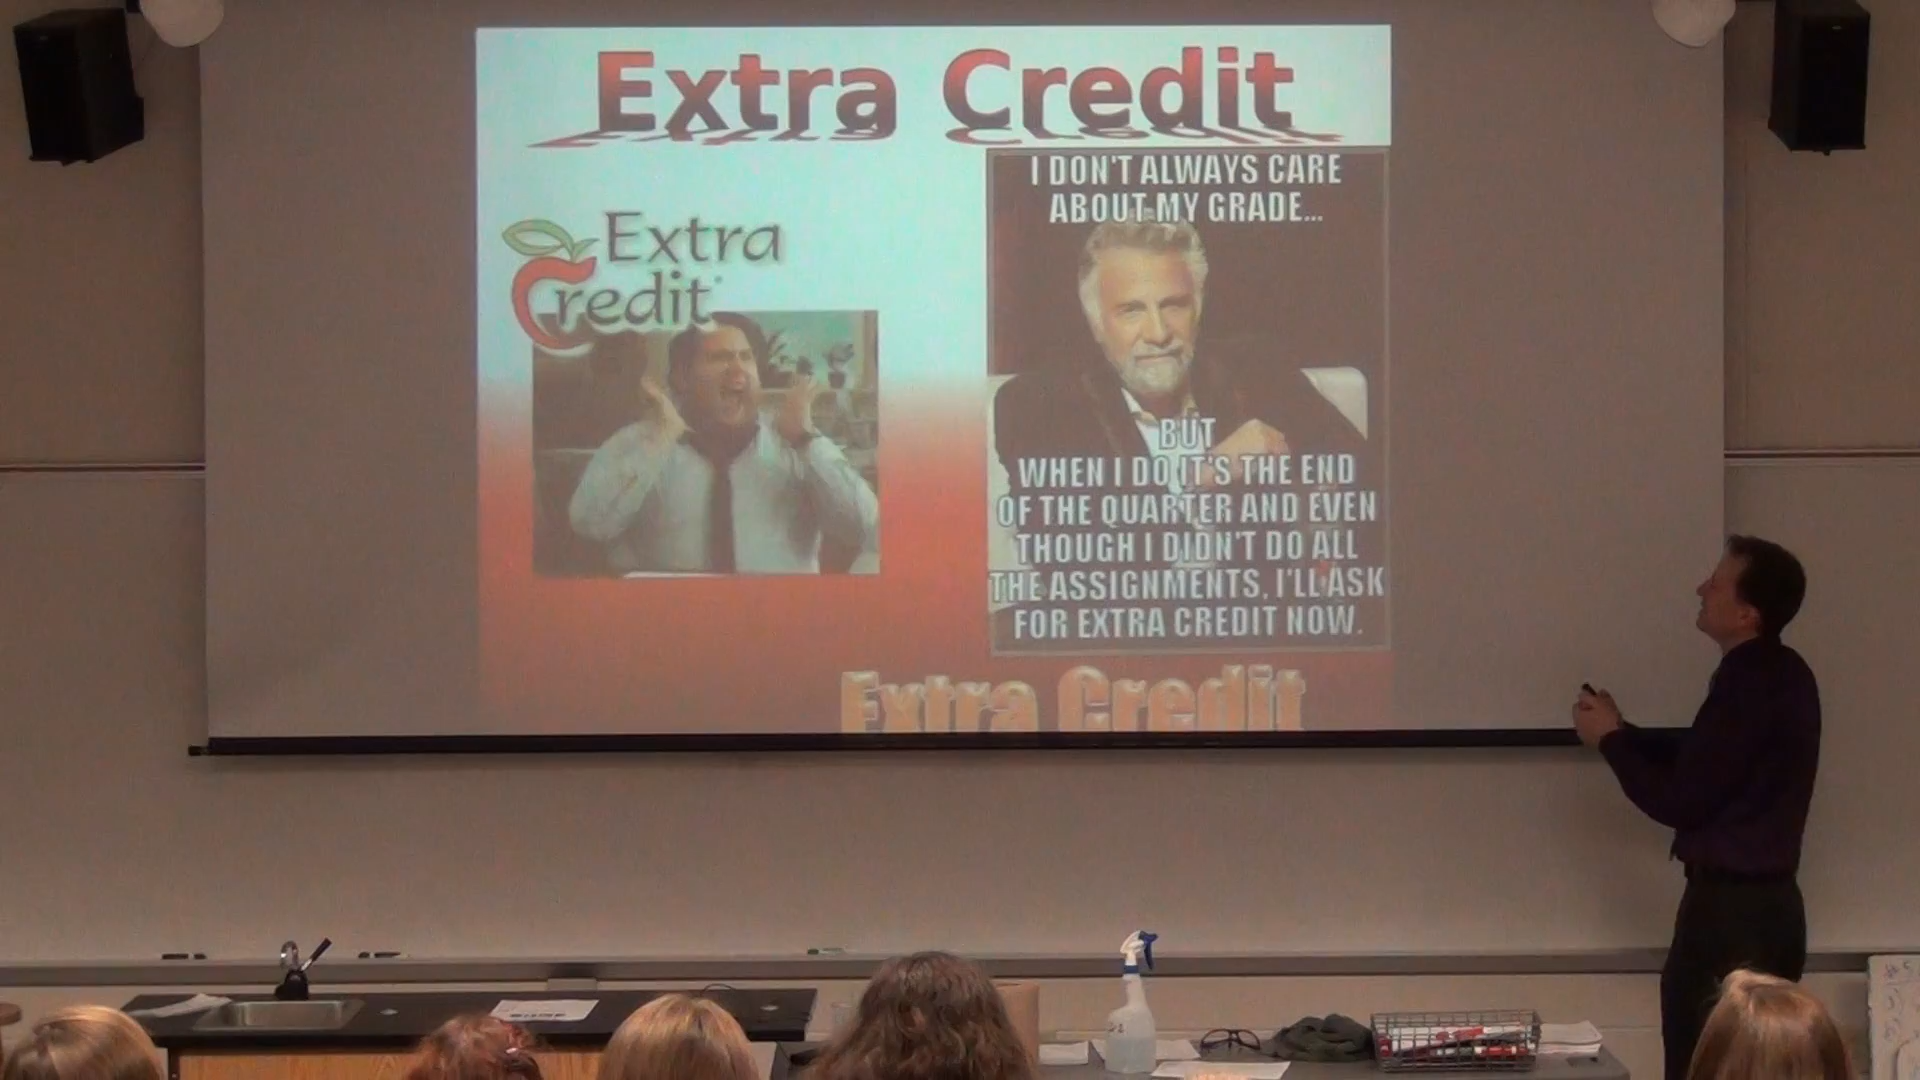 Extra Credit
Extra
Credit
I DON'T ALWAYS CARE
ABOUT MY GRADE...
BUT
WHEN I DO IT'S THE END
OF THE QUARTER AND EVEN
THOUGH I DIDN'T DO ALL
THE ASSIGNMENTS, I'LL ASK
FOR EXTRA CREDIT NOW.
Extra Credit